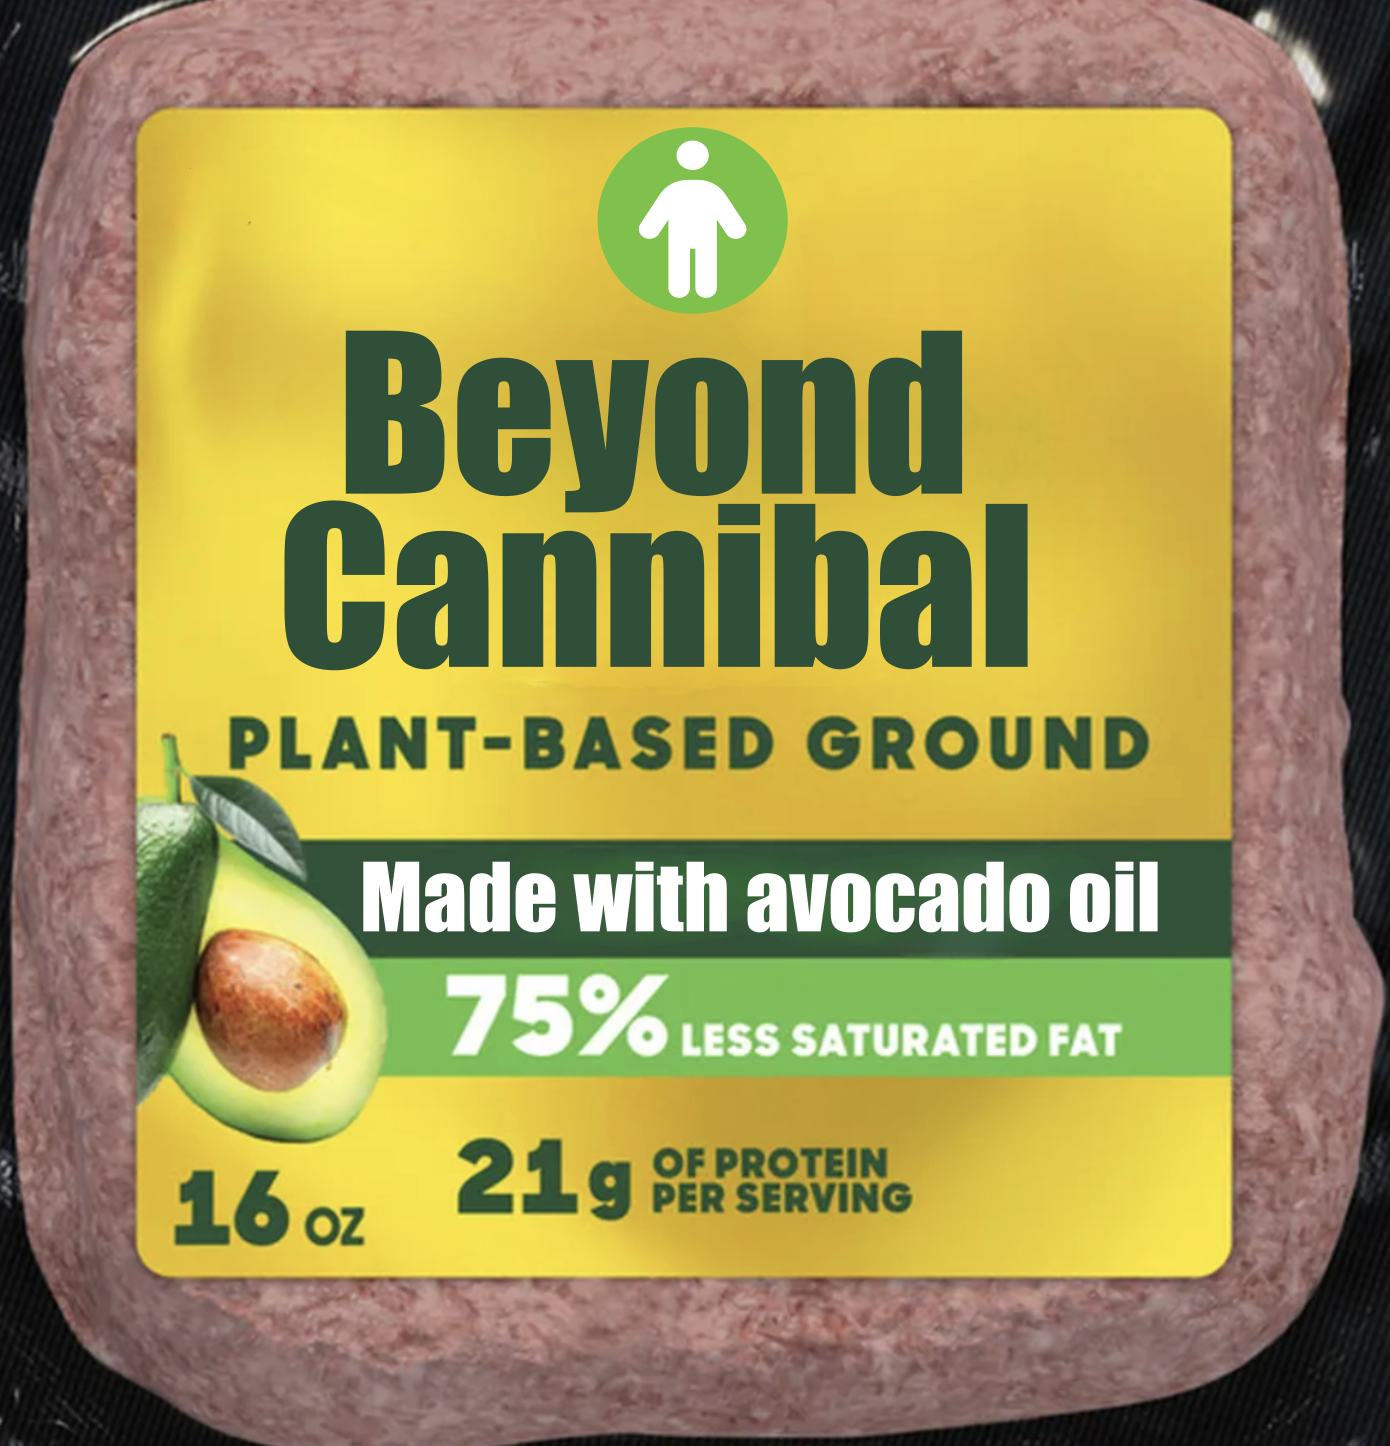 Beyond
Cannibal
PLANT-BASED GROUND
Made with avocado oil
75% LESS SATURATED FAT
21g OF PROTEIN
PER SERVING
16 OZ